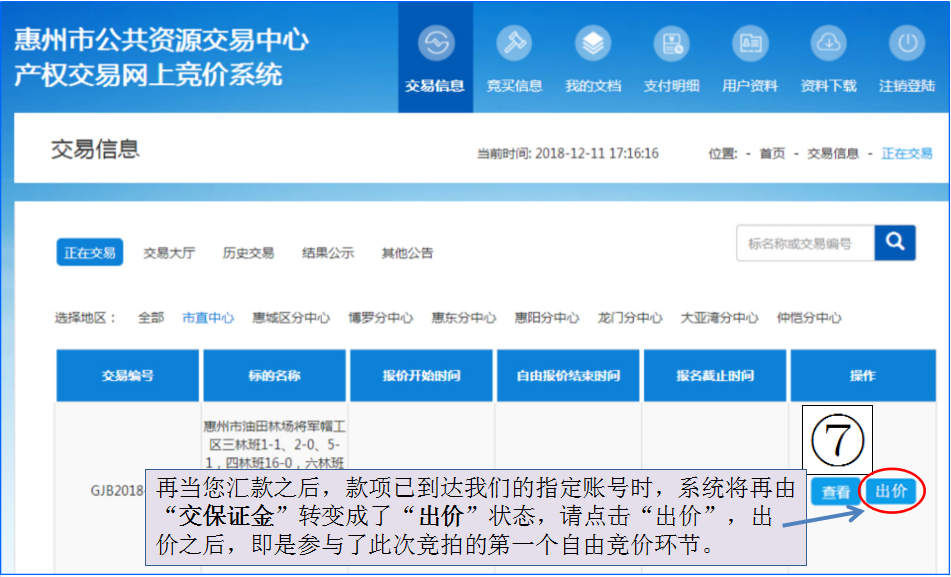 惠州市公共资源交易中心
产权交易网上竞价系统
交易信息 竞买信息 我的文档 支付明细 用户资料 资料下载 注销登陆
交易信息
当前时间: 2018-12-11 17:16:16 位置: - 首页 - 交易信息 - 正在交易
正在交易 交易大厅 历史交易 结果公示 其他公告
标名称或交易编号
选择地区： 全部 市直中心 惠城区分中心 博罗分中心 惠东分中心 惠阳分中心 龙门分中心 大亚湾分中心 仲恺分中心
交易编号 标的名称 报价开始时间 自由报价结束时间 报名截止时间 操作
惠州市油田林场将军帽工
区三林班1-1、2-0、5-
1，四林班16-0，六林班
⑦
GJB2018-
查看 出价
再当您汇款之后，款项已到达我们的指定账号时，系统将再由
“交保证金”转变成了“出价”状态，请点击“出价”，出
价之后，即是参与了此次竞拍的第一个自由竞价环节。